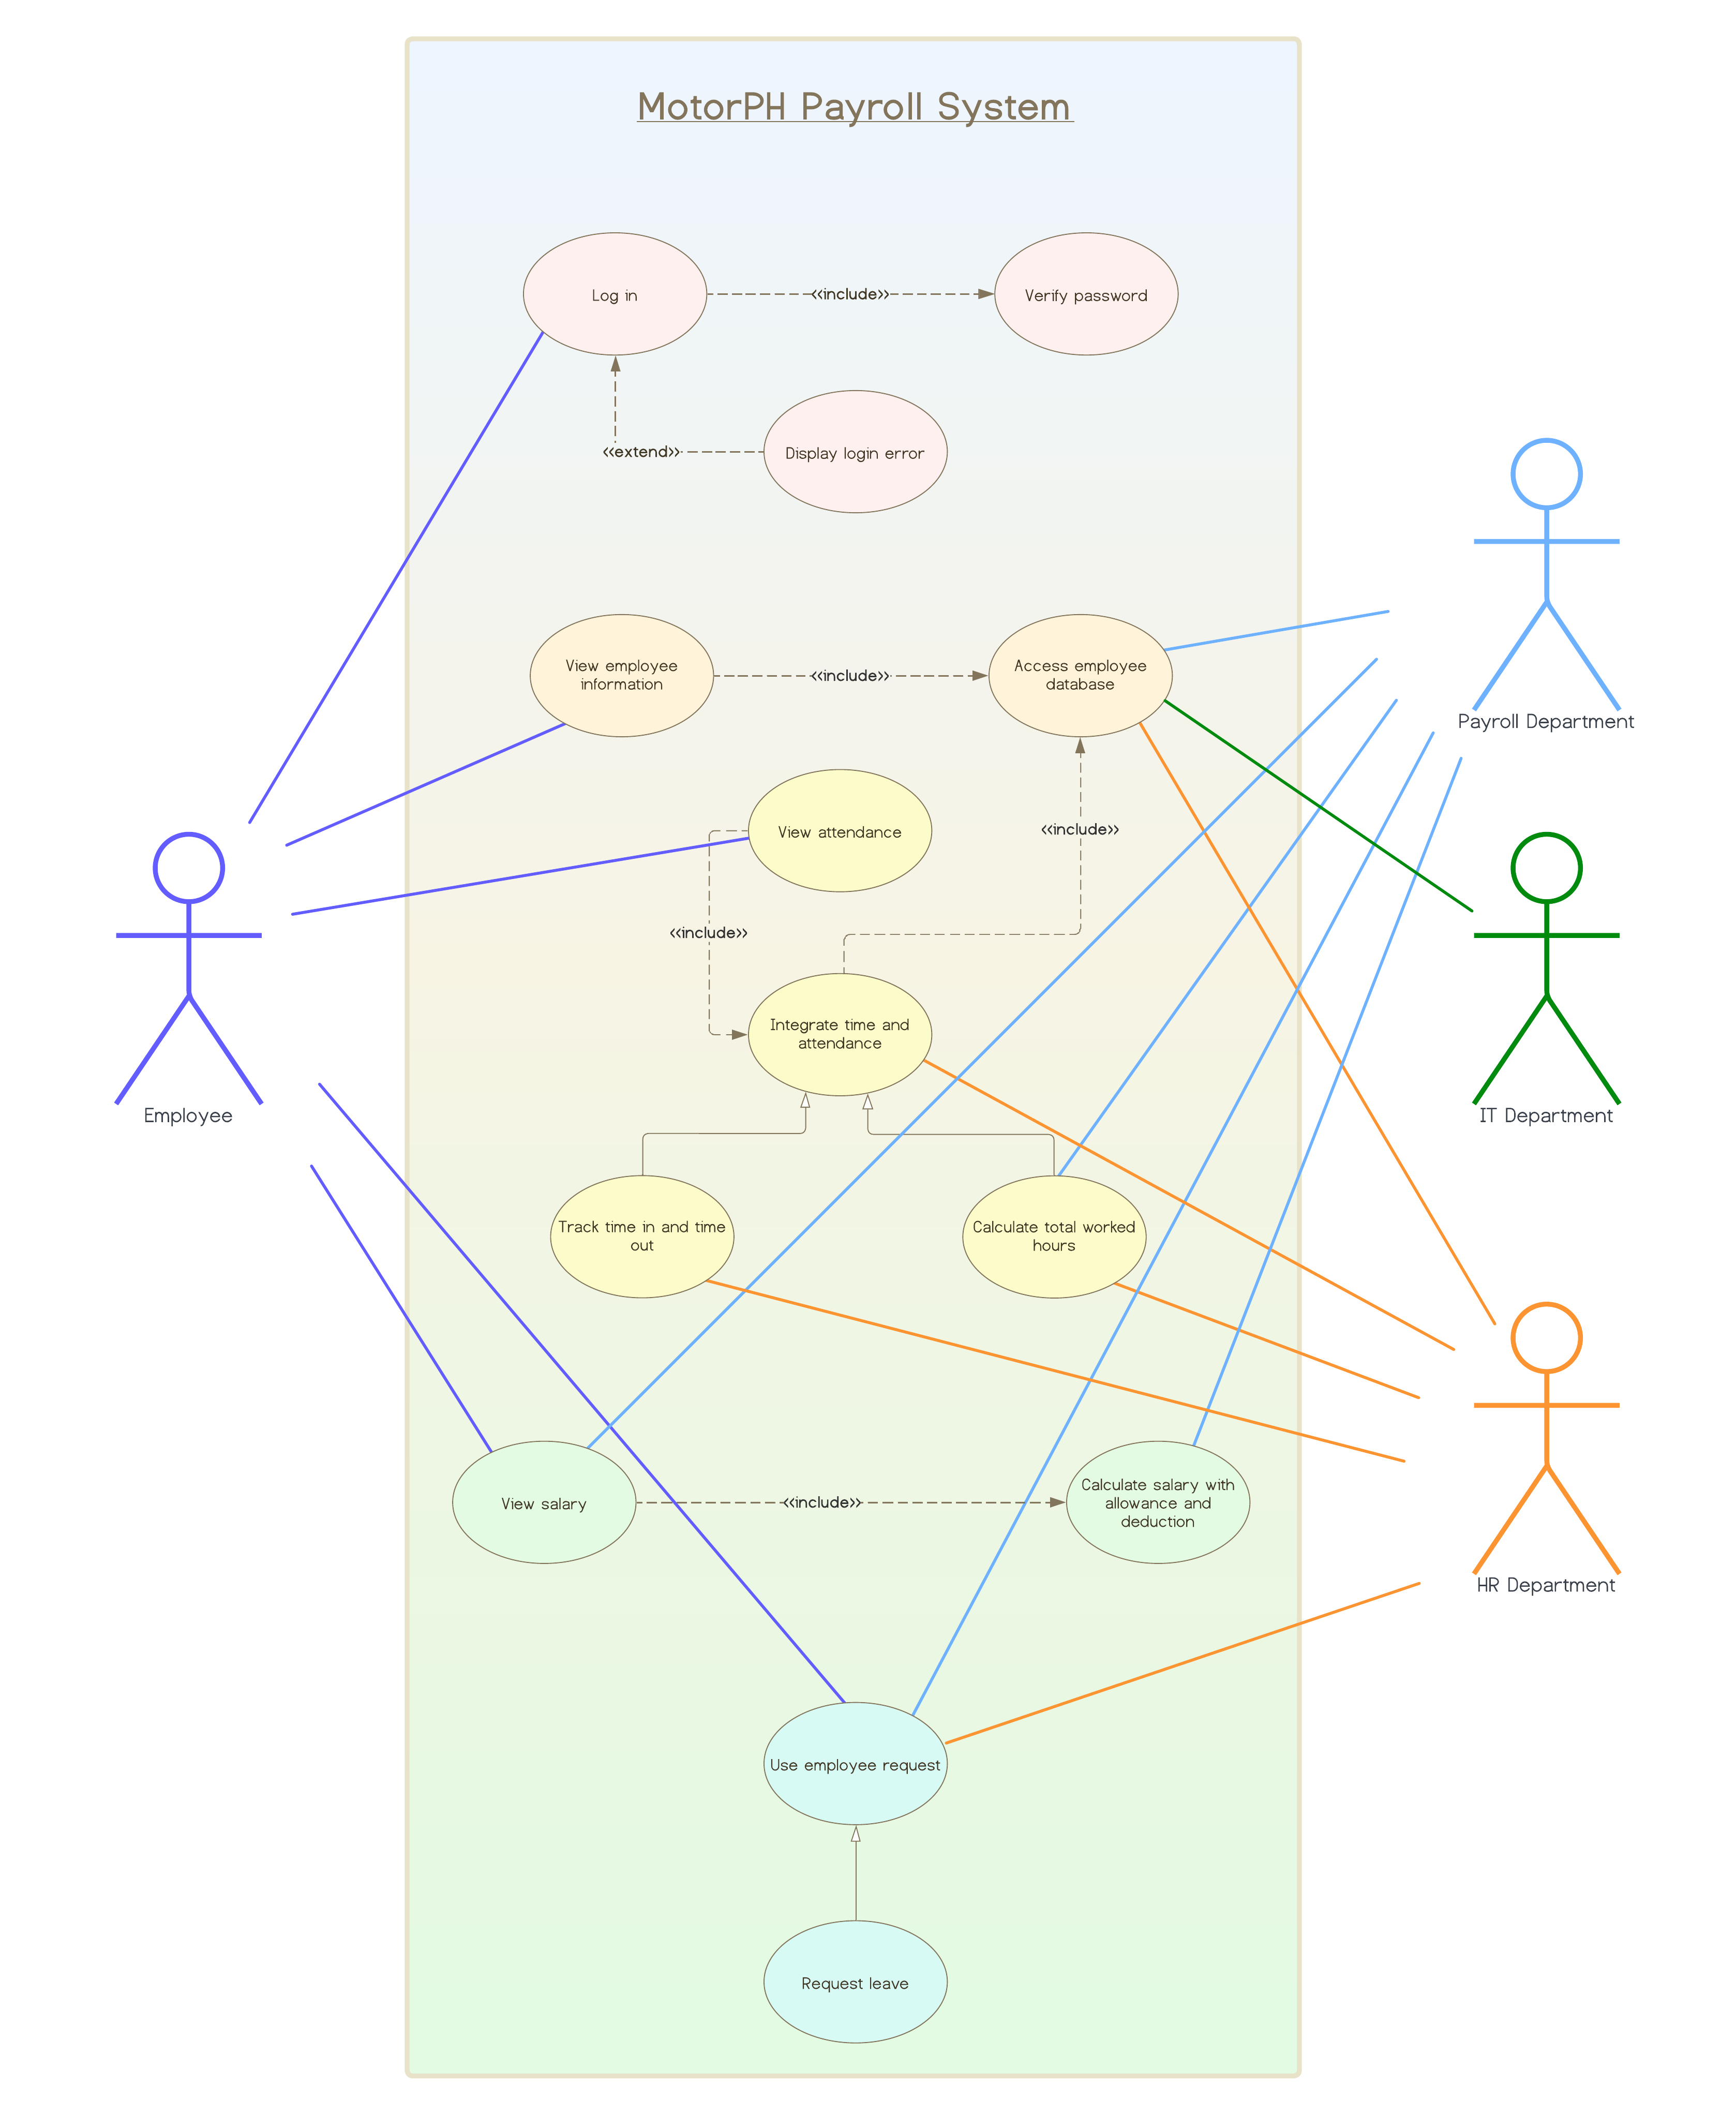 MotorPH Payroll System
Log in
<<include>>
Verify password
<<extend>>
Display login error
View employee
information
<<include>>
Access employee
database
Payroll Department
View attendance
<<include>>
<<include>>
Integrate time and
attendance
Employee
IT Department
Track time in and time
out
Calculate total worked
hours
View salary
<<include>>
Calculate salary with
allowance and
deduction
HR Department
Use employee request
Request leave